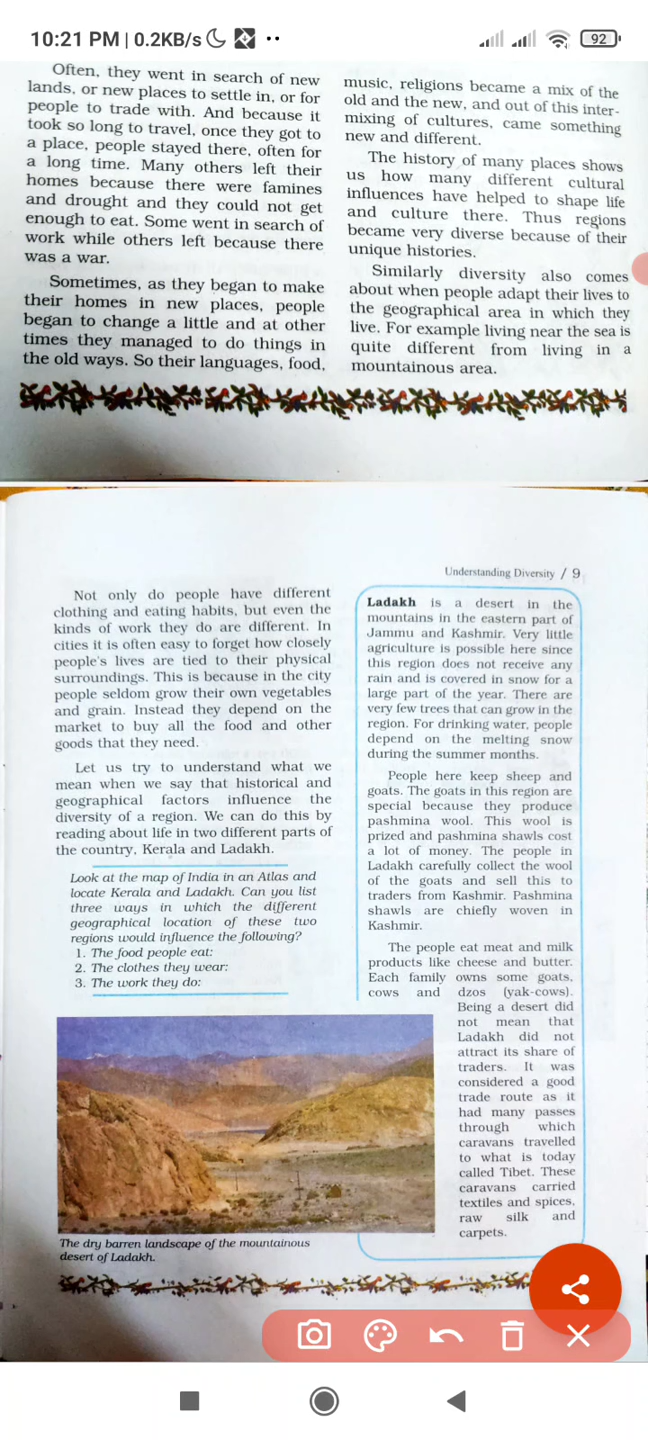 10:21 PM | 0.2KB/s
92
Often, they went in search of new
lands, or new places to settle in, or for
people to trade with. And because it
took so long to travel, once they got to
a place, people stayed there, often for
a long time. Many others left their
homes because there were famines
and drought and they could not get
enough to eat. Some went in search of
work while others left because there
was a war.
Sometimes, as they began to make
their homes in new places, people
began to change a little and at other
times they managed to do things in
the old ways. So their languages, food,
music, religions became a mix of the
old and the new, and out of this inter-
mixing of cultures, came something
new and different.
The history of many places shows
us how many different cultural
influences have helped to shape life
and culture there. Thus regions
became very diverse because of their
unique histories.
Similarly diversity also comes
about when people adapt their lives to
the geographical area in which they
live. For example living near the sea is
quite different from living in a
mountainous area.
Understanding Diversity / 9
Not only do people have different
clothing and eating habits, but even the
kinds of work they do are different. In
cities it is often easy to forget how closely
people's lives are tied to their physical
surroundings. This is because in the city
people seldom grow their own vegetables
and grain. Instead they depend on the
market to buy all the food and other
goods that they need.
Let us try to understand what we
mean when we say that historical and
geographical factors influence the
diversity of a region. We can do this by
reading about life in two different parts of
the country, Kerala and Ladakh.
Look at the map of India in an Atlas and
locate Kerala and Ladakh. Can you list
three ways in which the different
geographical location of these two
regions would influence the following?
1. The food people eat:
2. The clothes they wear:
3. The work they do:
The dry barren landscape of the mountainous
desert of Ladakh.
Ladakh is a desert in the
mountains in the eastern part of
Jammu and Kashmir. Very little
agriculture is possible here since
this region does not receive any
rain and is covered in snow for a
large part of the year. There are
very few trees that can grow in the
region. For drinking water, people
depend on the melting snow
during the summer months.
People here keep sheep and
goats. The goats in this region are
special because they produce
pashmina wool. This wool is
prized and pashmina shawls cost
a lot of money. The people in
Ladakh carefully collect the wool
of the goats and sell this to
traders from Kashmir. Pashmina
shawls are chiefly woven in
Kashmir.
The people eat meat and milk
products like cheese and butter.
Each family owns some goats,
cows and dzos (yak-cows).
Being a desert did
not mean that
Ladakh did not
attract its share of
traders. It was
considered a good
trade route as it
had many passes
through which
caravans travelled
to what is today
called Tibet. These
caravans carried
textiles and spices,
raw silk and
carpets.